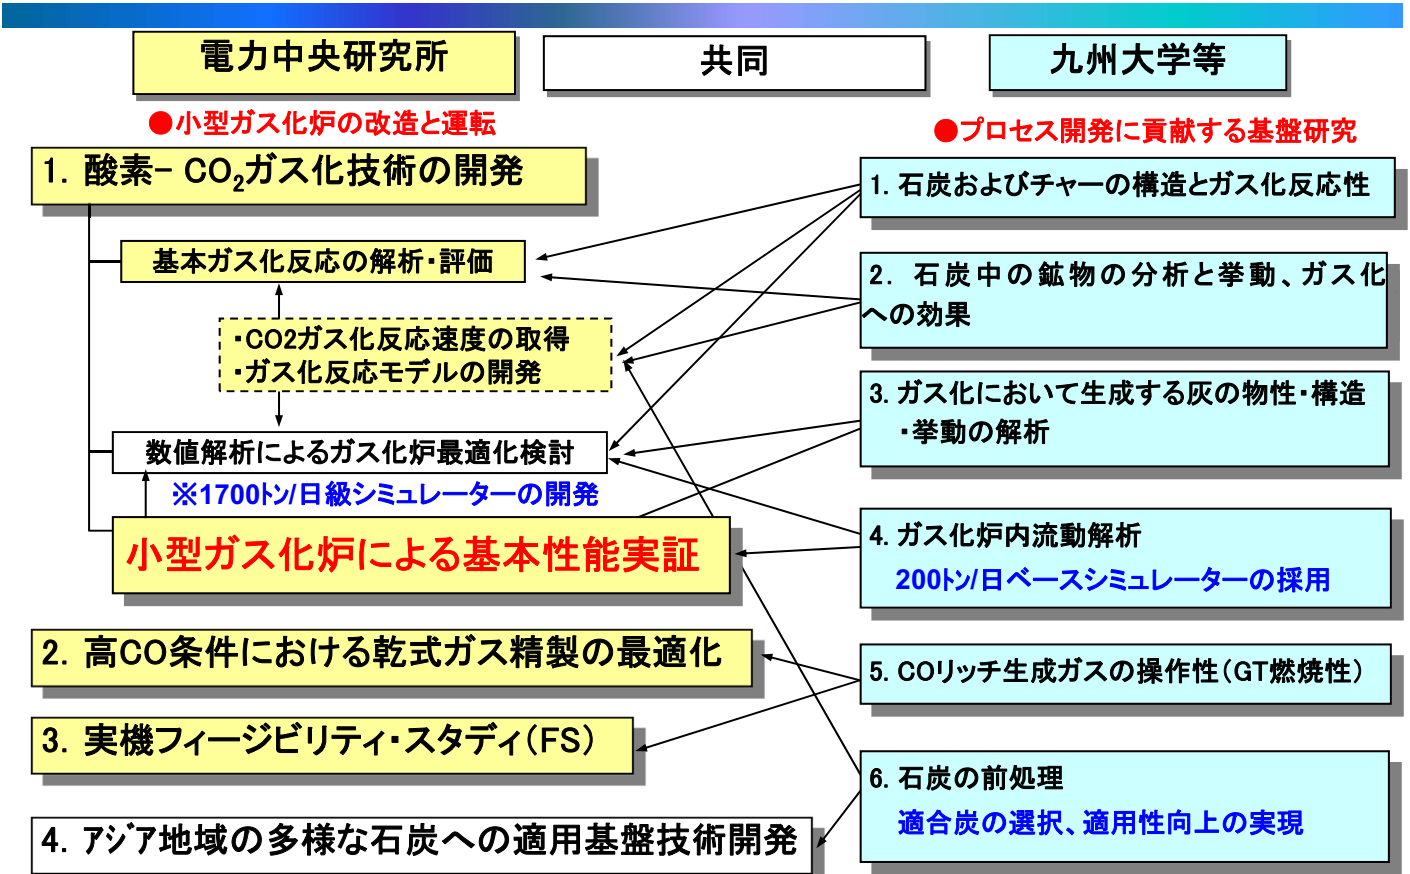 電力中央研究所
共同
九州大学等
●小型ガス化炉の改造と運転
●プロセス開発に貢献する基盤研究
1. 酸素- CO₂ガス化技術の開発
基本ガス化反応の解析・評価
・CO2ガス化反応速度の取得
・ガス化反応モデルの開発
数値解析によるガス化炉最適化検討
※1700トン/日級シミュレーターの開発
小型ガス化炉による基本性能実証
2. 高CO条件における乾式ガス精製の最適化
3. 実機フィージビリティ・スタディ(FS)
4. アジア地域の多様な石炭への適用基盤技術開発
1. 石炭およびチャーの構造とガス化反応性
2. 石炭中の鉱物の分析と挙動、ガス化
への効果
3. ガス化において生成する灰の物性・構造
・挙動の解析
4. ガス化炉内流動解析
200トン/日ベースシミュレーターの採用
5. COリッチ生成ガスの操作性(GT燃焼性)
6. 石炭の前処理
適合炭の選択、適用性向上の実現